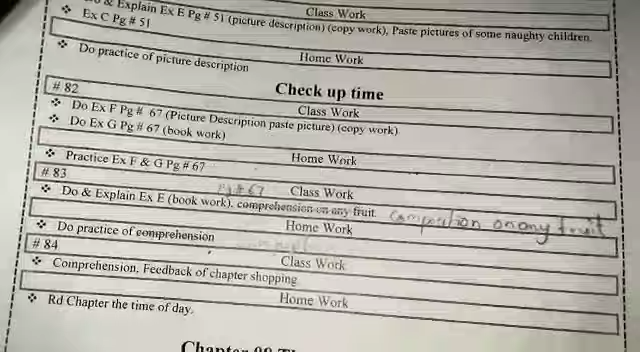 & Explain Ex E Pg # 51 (picture description) (copy work), Paste pictures of some naughty children.
Class Work
❖ Ex C Pg # 51
Home Work
❖ Do practice of picture description
Check up time
# 82
Class Work
❖ Do Ex F Pg # 67 (Picture Description paste picture) (copy work)
❖ Do Ex G Pg # 67 (book work)
Home Work
❖ Practice Ex F & G Pg # 67
# 83
Class Work
Pg # 67
❖ Do & Explain Ex E (book work), comprehension on any fruit. Composition on any fruit
Home Work
❖ Do practice of comprehension
# 84
Class Work
❖ Comprehension, Feedback of chapter shopping
Home Work
❖ Rd Chapter the time of day.
Chapter